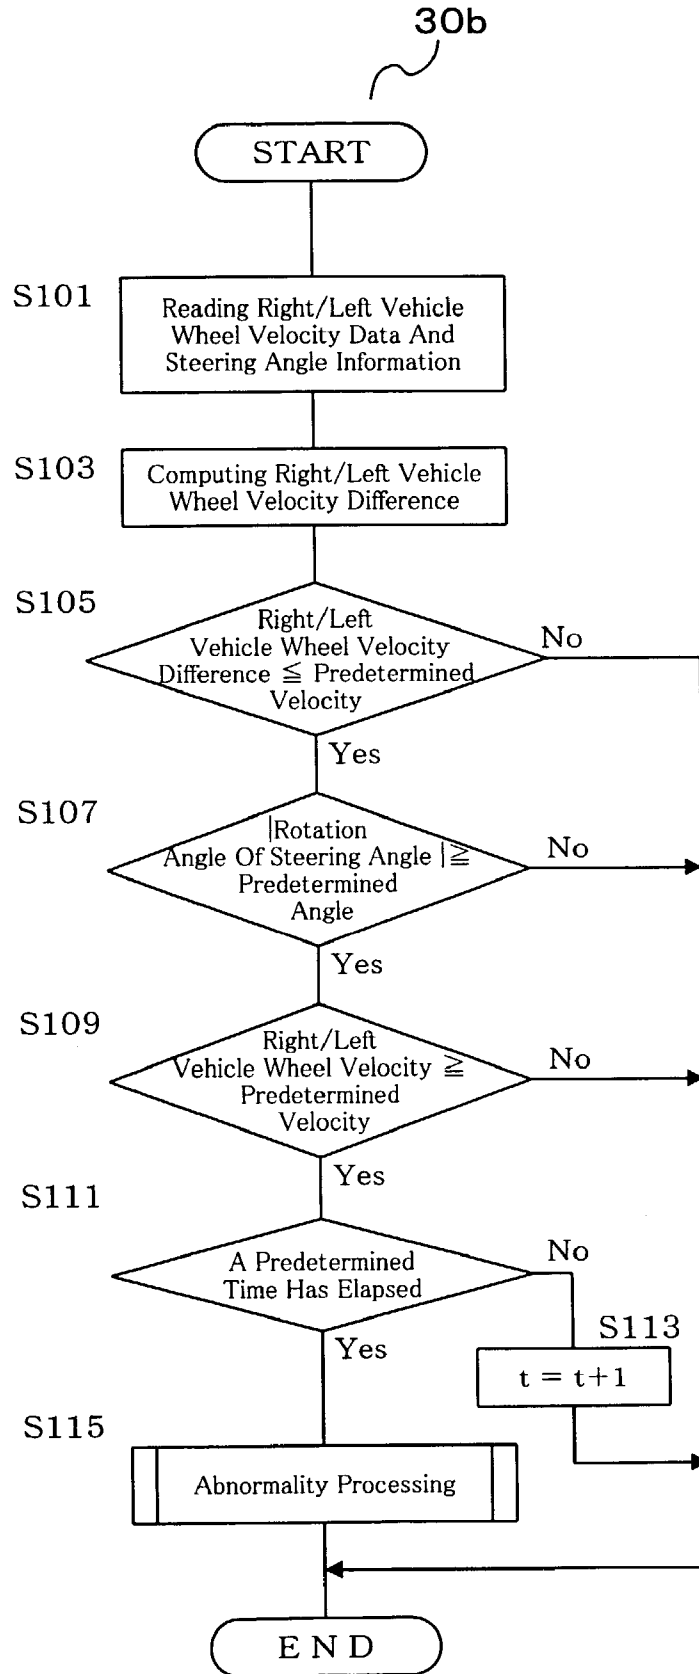 30b
START
S101
Reading Right/Left Vehicle
Wheel Velocity Data And
Steering Angle Information
S103
Computing Right/Left Vehicle
Wheel Velocity Difference
S105
Right/Left
Vehicle Wheel Velocity
Difference ≦ Predetermined
Velocity
No
Yes
S107
|Rotation
Angle Of Steering Angle | ≧
Predetermined
Angle
No
Yes
S109
Right/Left
Vehicle Wheel Velocity ≧
Predetermined
Velocity
No
Yes
S111
A Predetermined
Time Has Elapsed
No
Yes
S113
t = t+1
S115
Abnormality Processing
END